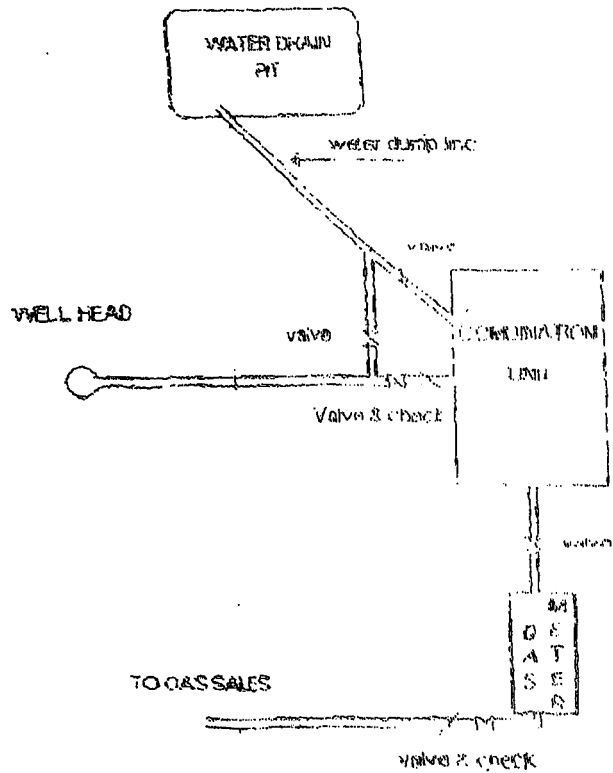 WATER DRAIN
PIT
water dump line
valve
WELL HEAD
valve
COMBINATION
UNIT
Valve & check
valve
GAS
METER
TO GAS SALES
valve & check